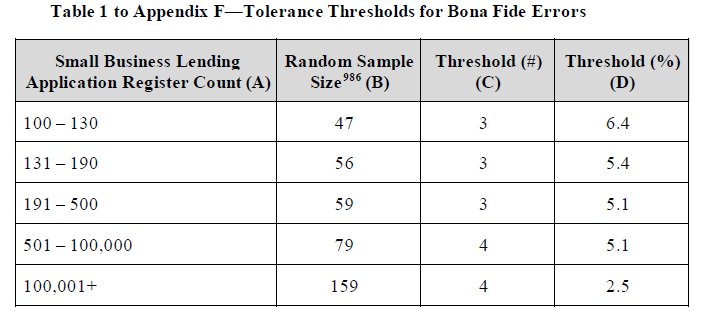 Table 1 to Appendix F—Tolerance Thresholds for Bona Fide Errors
Small Business Lending Application Register Count (A) Random Sample Size986 (B) Threshold (#) (C) Threshold (%) (D)
100 – 130 47 3 6.4
131 – 190 56 3 5.4
191 – 500 59 3 5.1
501 – 100,000 79 4 5.1
100,001+ 159 4 2.5